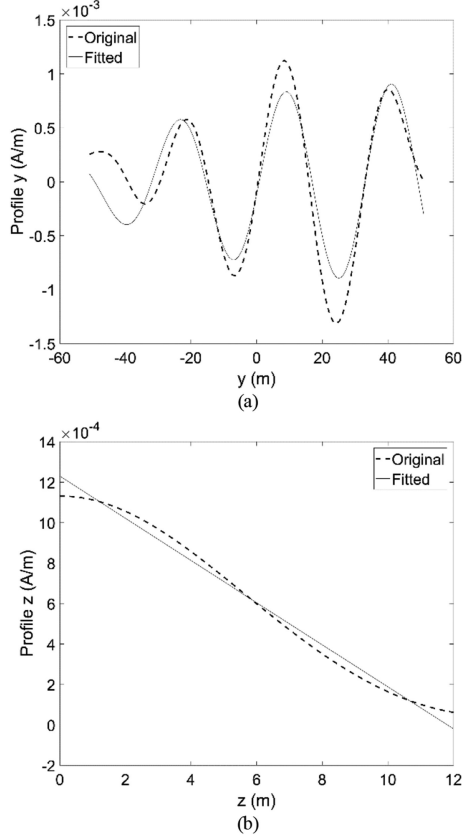 ×10⁻³
1.5
Original
Fitted
1
0.5
0
-0.5
-1
-1.5
Profile y (A/m)
-60 -40 -20 0 20 40 60
y (m)
(a)
×10⁻⁴
14
Original
Fitted
12
10
8
6
4
2
0
-2
Profile z (A/m)
0 2 4 6 8 10 12
z (m)
(b)